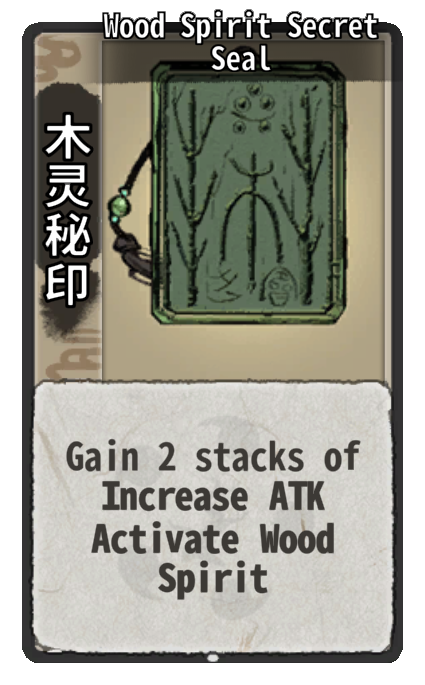 Wood Spirit Secret
Seal
木灵秘印
Gain 2 stacks of
Increase ATK
Activate Wood
Spirit